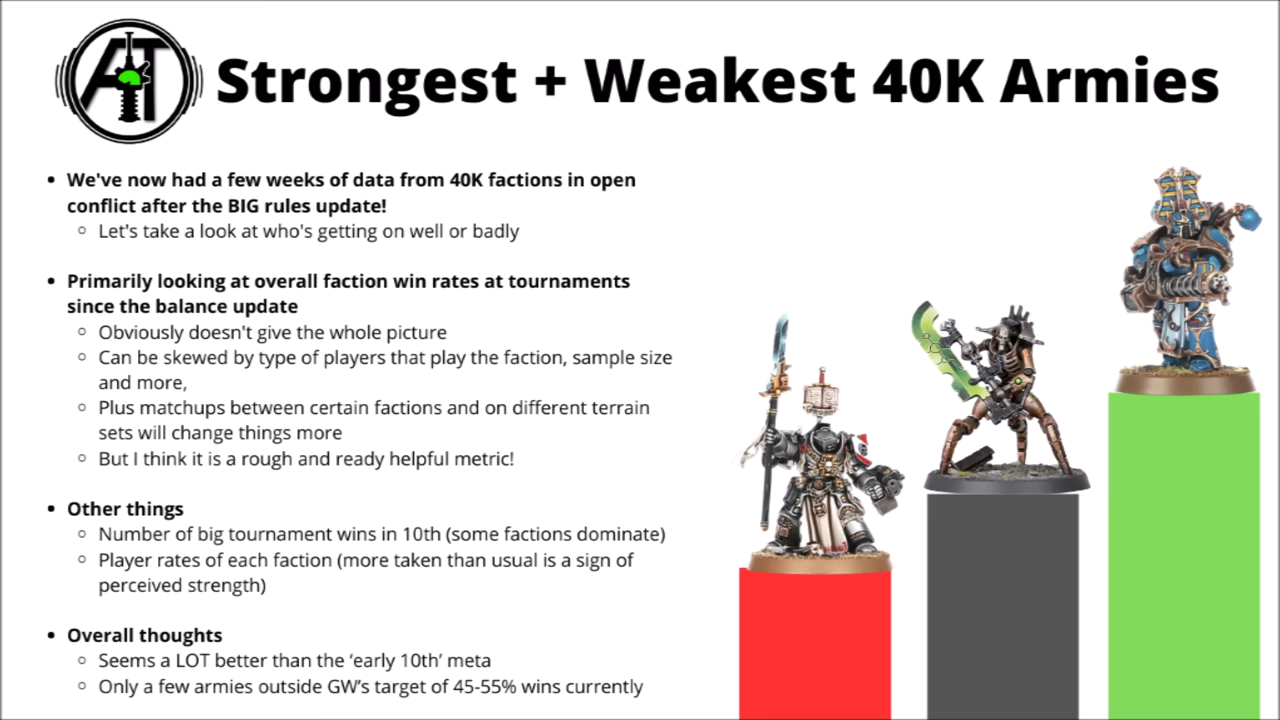 AT
Strongest + Weakest 40K Armies
• We've now had a few weeks of data from 40K factions in open
conflict after the BIG rules update!
◦ Let's take a look at who's getting on well or badly
• Primarily looking at overall faction win rates at tournaments
since the balance update
◦ Obviously doesn't give the whole picture
◦ Can be skewed by type of players that play the faction, sample size
and more,
◦ Plus matchups between certain factions and on different terrain
sets will change things more
◦ But I think it is a rough and ready helpful metric!
• Other things
◦ Number of big tournament wins in 10th (some factions dominate)
◦ Player rates of each faction (more taken than usual is a sign of
perceived strength)
• Overall thoughts
◦ Seems a LOT better than the ‘early 10th’ meta
◦ Only a few armies outside GW’s target of 45-55% wins currently